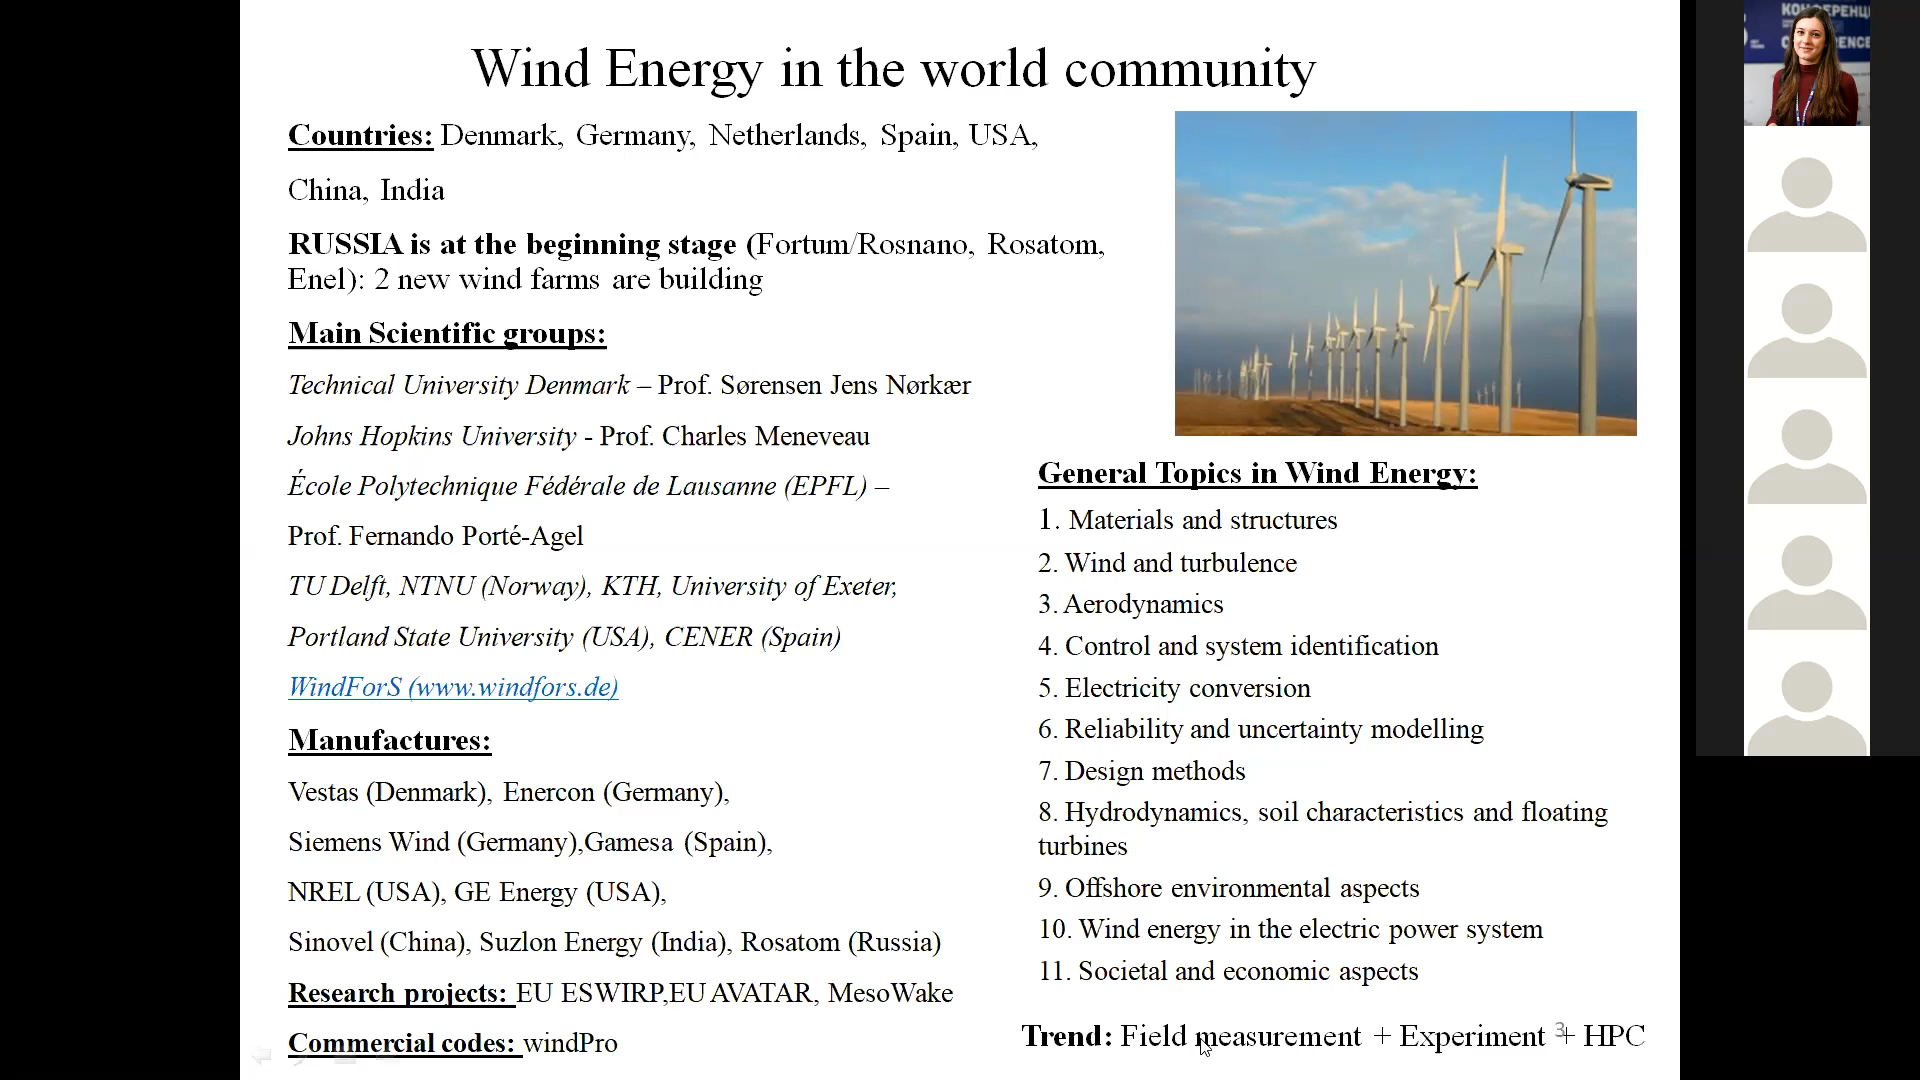 Wind Energy in the world community
Countries: Denmark, Germany, Netherlands, Spain, USA,
China, India
RUSSIA is at the beginning stage (Fortum/Rosnano, Rosatom,
Enel): 2 new wind farms are building
Main Scientific groups:
Technical University Denmark – Prof. Sørensen Jens Nørkær
Johns Hopkins University - Prof. Charles Meneveau
École Polytechnique Fédérale de Lausanne (EPFL) –
Prof. Fernando Porté-Agel
TU Delft, NTNU (Norway), KTH, University of Exeter,
Portland State University (USA), CENER (Spain)
WindForS (www.windfors.de)
Manufactures:
Vestas (Denmark), Enercon (Germany),
Siemens Wind (Germany),Gamesa (Spain),
NREL (USA), GE Energy (USA),
Sinovel (China), Suzlon Energy (India), Rosatom (Russia)
Research projects: EU ESWIRP,EU AVATAR, MesoWake
Commercial codes: windPro
General Topics in Wind Energy:
1. Materials and structures
2. Wind and turbulence
3. Aerodynamics
4. Control and system identification
5. Electricity conversion
6. Reliability and uncertainty modelling
7. Design methods
8. Hydrodynamics, soil characteristics and floating
turbines
9. Offshore environmental aspects
10. Wind energy in the electric power system
11. Societal and economic aspects
Trend: Field measurement + Experiment + HPC
3